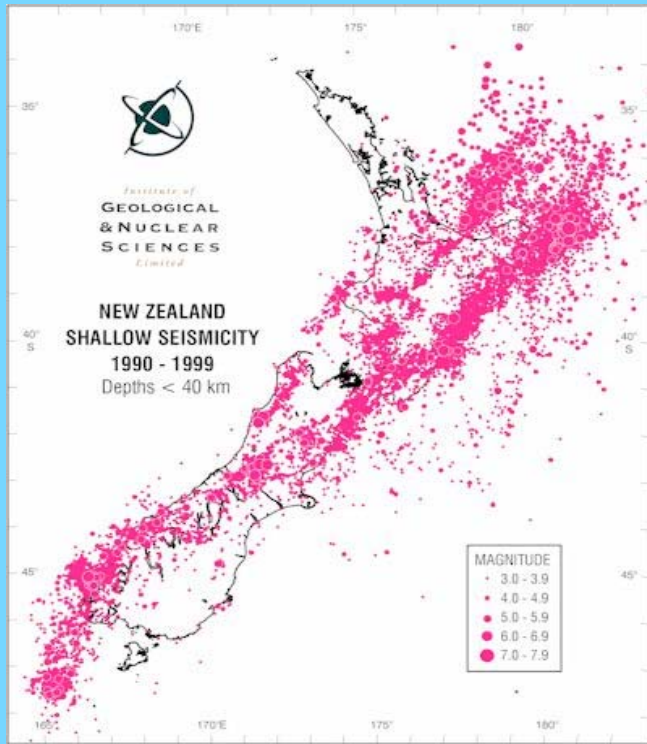 170°E
175°
180°
35°
35°
Institute of
GEOLOGICAL
& NUCLEAR
SCIENCES
Limited
NEW ZEALAND
SHALLOW SEISMICITY
1990 - 1999
Depths < 40 km
40°
S
40°
S
45°
45°
MAGNITUDE
3.0 - 3.9
4.0 - 4.9
5.0 - 5.9
6.0 - 6.9
7.0 - 7.9
165°
170°E
175°
180°